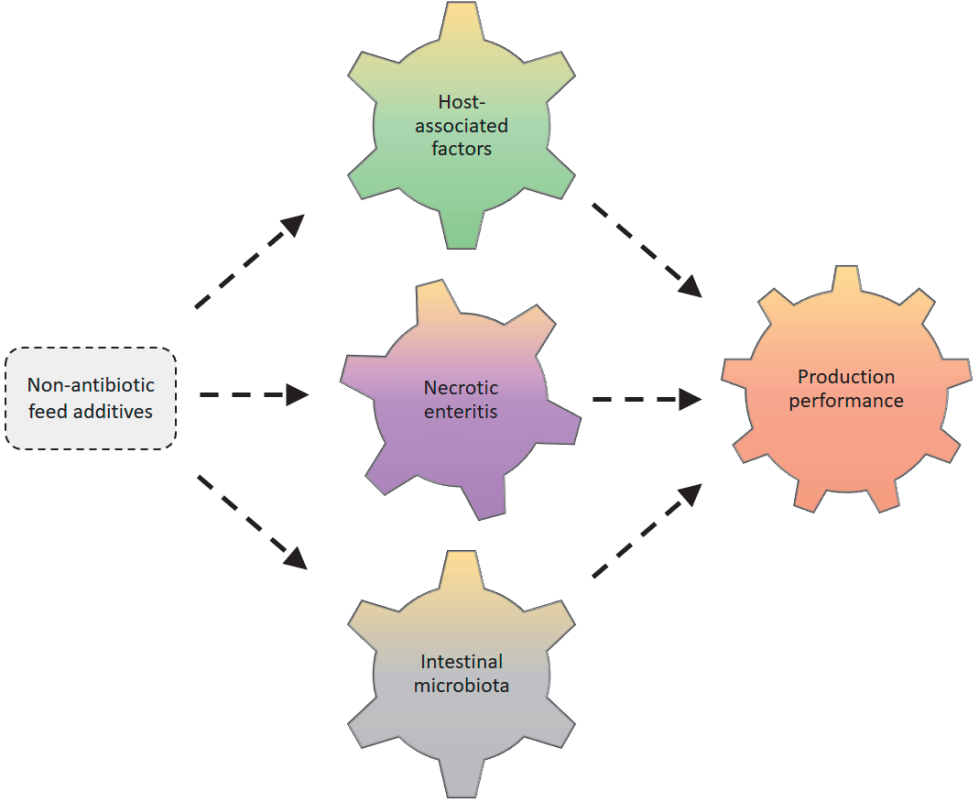 Host-
associated
factors
Non-antibiotic
feed additives
Necrotic
enteritis
Production
performance
Intestinal
microbiota